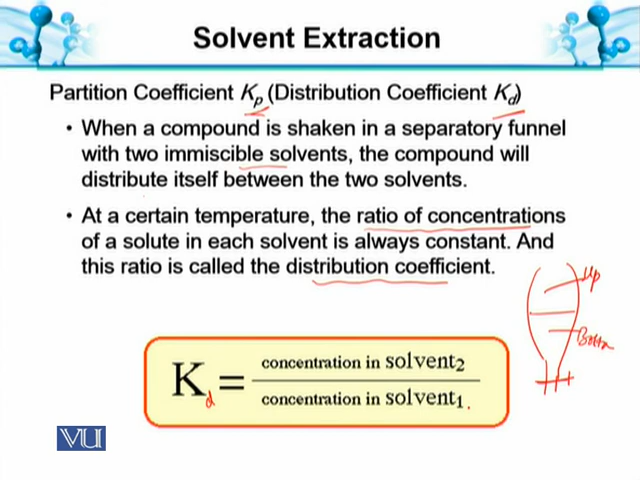 Solvent Extraction
Partition Coefficient Kp (Distribution Coefficient Kd)
• When a compound is shaken in a separatory funnel
with two immiscible solvents, the compound will
distribute itself between the two solvents.
• At a certain temperature, the ratio of concentrations
of a solute in each solvent is always constant. And
this ratio is called the distribution coefficient.
Up
concentration in solvent2
Kd =
concentration in solvent1.
VU